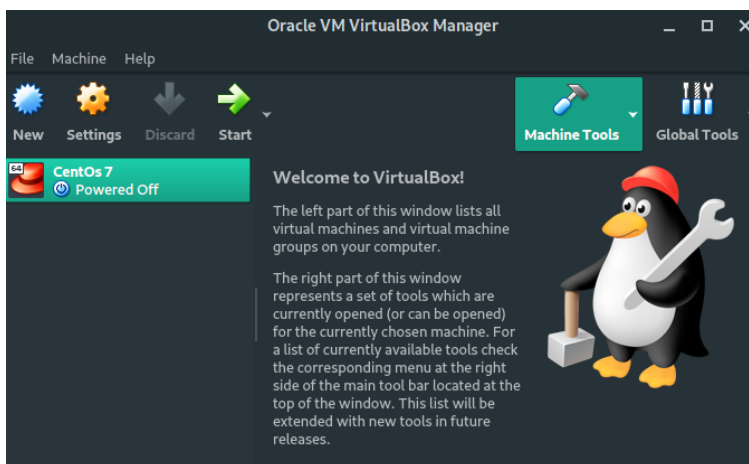 Oracle VM VirtualBox Manager
File Machine Help
New Settings Discard Start Machine Tools Global Tools
64
CentOs 7
Powered Off
Welcome to VirtualBox!
The left part of this window lists all
virtual machines and virtual machine
groups on your computer.
The right part of this window
represents a set of tools which are
currently opened (or can be opened)
for the currently chosen machine. For
a list of currently available tools check
the corresponding menu at the right
side of the main tool bar located at the
top of the window. This list will be
extended with new tools in future
releases.